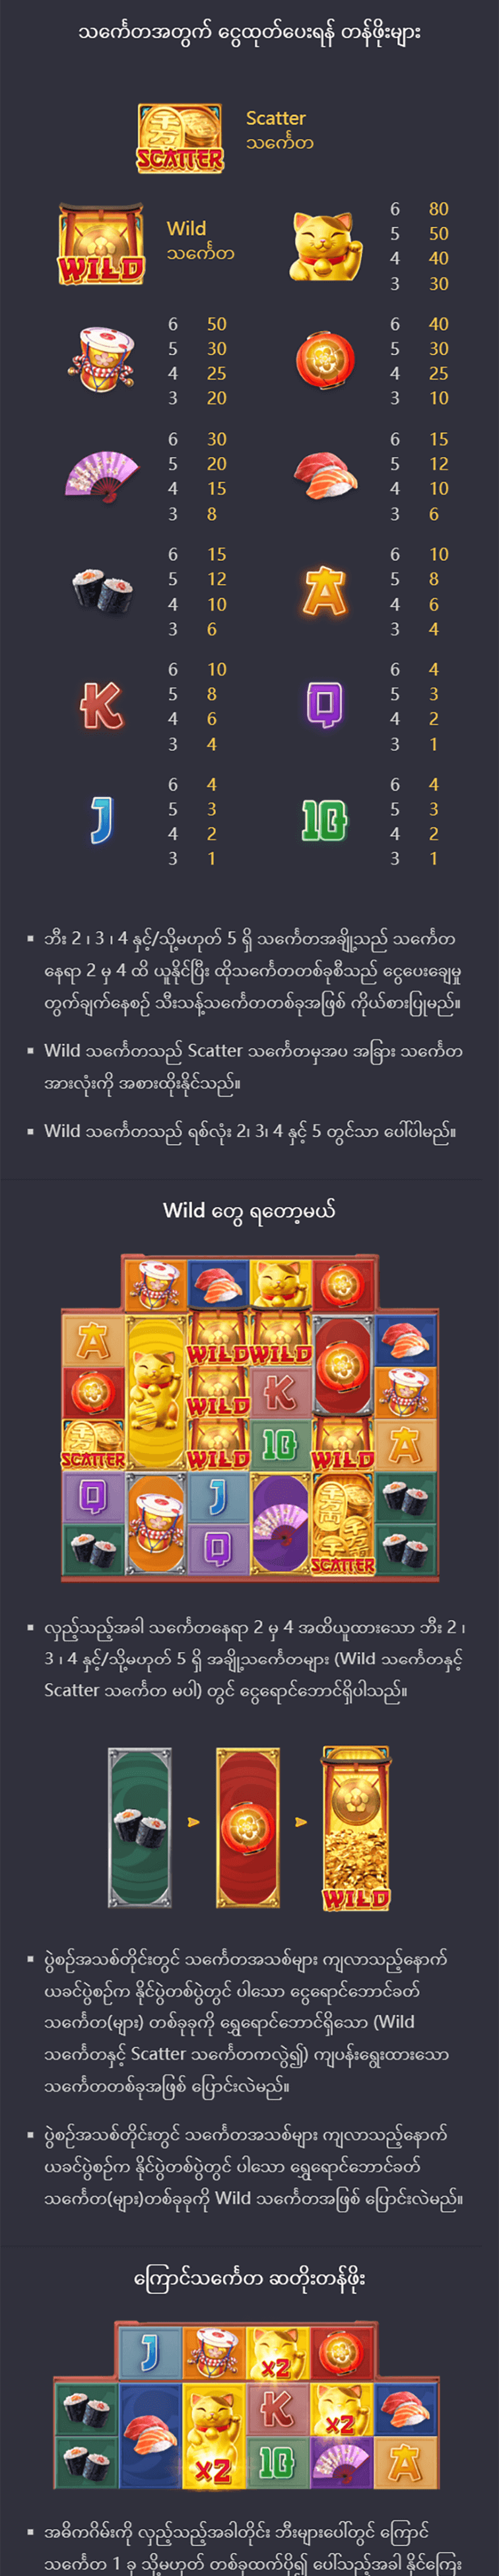 သင်္ကေတအတွက် ငွေထုတ်ပေးရန် တန်ဖိုးများ
SCATTER
Scatter
သင်္ကေတ
WILD
Wild
သင်္ကေတ
6 80
5 50
4 40
3 30
6 50
5 30
4 25
3 20
6 40
5 30
4 25
3 10
6 30
5 20
4 15
3 8
6 15
5 12
4 10
3 6
6 15
5 12
4 10
3 6
A
6 10
5 8
4 6
3 4
K
6 10
5 8
4 6
3 4
Q
6 4
5 3
4 2
3 1
J
6 4
5 3
4 2
3 1
10
6 4
5 3
4 2
3 1
ဘီး 2 ၊ 3 ၊ 4 နှင့်/သို့မဟုတ် 5 ရှိ သင်္ကေတအချို့သည် သင်္ကေတ
နေရာ 2 မှ 4 ထိ ယူနိုင်ပြီး ထိုသင်္ကေတတစ်ခုစီသည် ငွေပေးချေမှု
တွက်ချက်နေစဉ် သီးသန့်သင်္ကေတတစ်ခုအဖြစ် ကိုယ်စားပြုမည်။
Wild သင်္ကေတသည် Scatter သင်္ကေတမှအပ အခြား သင်္ကေတ
အားလုံးကို အစားထိုးနိုင်သည်။
Wild သင်္ကေတသည် ရစ်လုံး 2၊ 3၊ 4 နှင့် 5 တွင်သာ ပေါ်ပါမည်။
Wild တွေ ရတော့မယ်
A
WILD WILD
WILD
K
SCATTER
WILD
10
WILD
A
Q
J
Q
SCATTER
လှည့်သည့်အခါ သင်္ကေတနေရာ 2 မှ 4 အထိယူထားသော ဘီး 2 ၊
3 ၊ 4 နှင့်/သို့မဟုတ် 5 ရှိ အချို့သင်္ကေတများ (Wild သင်္ကေတနှင့်
Scatter သင်္ကေတ မပါ) တွင် ငွေရောင်ဘောင်ရှိပါသည်။
WILD
ပွဲစဉ်အသစ်တိုင်းတွင် သင်္ကေတအသစ်များ ကျလာသည့်နောက်
ယခင်ပွဲစဉ်က နိုင်ပွဲတစ်ပွဲတွင် ပါသော ငွေရောင်ဘောင်ခတ်
သင်္ကေတ(များ) တစ်ခုခုကို ရွှေရောင်ဘောင်ရှိသော (Wild
သင်္ကေတနှင့် Scatter သင်္ကေတကလွဲ၍) ကျပန်းရွေးထားသော
သင်္ကေတတစ်ခုအဖြစ် ပြောင်းလဲမည်။
ပွဲစဉ်အသစ်တိုင်းတွင် သင်္ကေတအသစ်များ ကျလာသည့်နောက်
ယခင်ပွဲစဉ်က နိုင်ပွဲတစ်ပွဲတွင် ပါသော ရွှေရောင်ဘောင်ခတ်
သင်္ကေတ(များ)တစ်ခုခုကို Wild သင်္ကေတအဖြစ် ပြောင်းလဲမည်။
ကြောင်သင်္ကေတ ဆတိုးတန်ဖိုး
J
x2
K
x2
x2
10
A
အဓိကဂိမ်းကို လှည့်သည့်အခါတိုင်း ဘီးများပေါ်တွင် ကြောင်
သင်္ကေတ 1 ခု သို့မဟုတ် တစ်ခုထက်ပို၍ ပေါ်သည့်အခါ နိုင်ကြေး